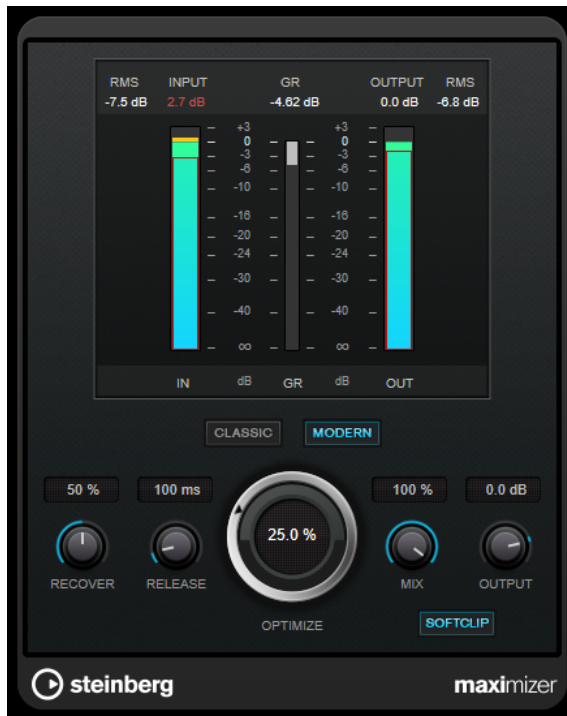 RMS INPUT GR OUTPUT RMS
-7.5 dB 2.7 dB -4.62 dB 0.0 dB -6.8 dB
+3 +3
0 0
-3 -3
-6 -6
-10 -10
-16 -16
-20 -20
-24 -24
-30 -30
-40 -40
∞ ∞
IN dB GR dB OUT
CLASSIC MODERN
50 % 100 ms 100 % 0.0 dB
25.0 %
RECOVER RELEASE MIX OUTPUT
OPTIMIZE SOFTCLIP
steinberg maximizer